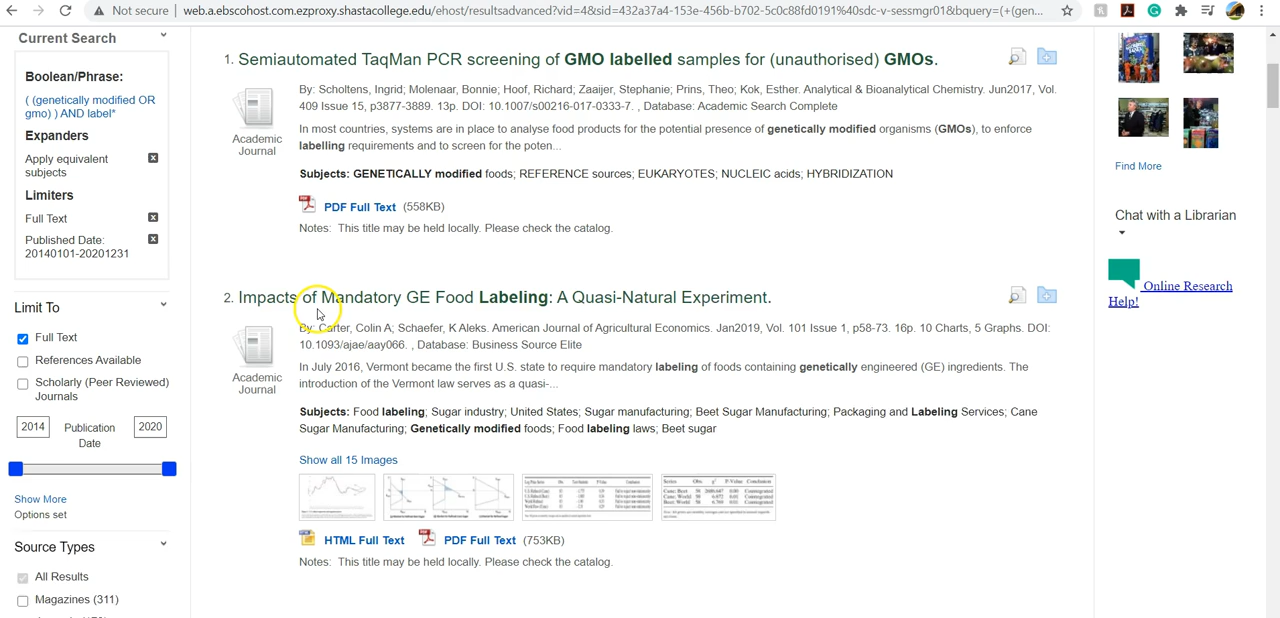 Not secure
web.a.ebscohost.com.ezproxy.shastacollege.edu/ehost/resultsadvanced?vid=4&sid=432a37a4-153e-456b-b702-5c0c88fd0191%40sdc-v-sessmgr01&bquery=(+(gen...
Current Search
Boolean/Phrase:
( (genetically modified OR
gmo) ) AND label*
Expanders
Apply equivalent
subjects
Limiters
Full Text
Published Date:
20140101-20201231
Limit To
Full Text
References Available
Scholarly (Peer Reviewed)
Journals
2014
Publication
Date
2020
Show More
Options set
Source Types
All Results
Magazines (311)
1. Semiautomated TaqMan PCR screening of GMO labelled samples for (unauthorised) GMOs.
Academic
Journal
By: Scholtens, Ingrid; Molenaar, Bonnie; Hoof, Richard; Zaaijer, Stephanie; Prins, Theo; Kok, Esther. Analytical & Bioanalytical Chemistry. Jun2017, Vol.
409 Issue 15, p3877-3889. 13p. DOI: 10.1007/s00216-017-0333-7. , Database: Academic Search Complete
In most countries, systems are in place to analyse food products for the potential presence of genetically modified organisms (GMOs), to enforce
labelling requirements and to screen for the poten...
Subjects: GENETICALLY modified foods; REFERENCE sources; EUKARYOTES; NUCLEIC acids; HYBRIDIZATION
PDF Full Text (558KB)
Notes: This title may be held locally. Please check the catalog.
2. Impacts of Mandatory GE Food Labeling: A Quasi-Natural Experiment.
Academic
Journal
By: Carter, Colin A; Schaefer, K Aleks. American Journal of Agricultural Economics. Jan2019, Vol. 101 Issue 1, p58-73. 16p. 10 Charts, 5 Graphs. DOI:
10.1093/ajae/aay066. , Database: Business Source Elite
In July 2016, Vermont became the first U.S. state to require mandatory labeling of foods containing genetically engineered (GE) ingredients. The
introduction of the Vermont law serves as a quasi-...
Subjects: Food labeling; Sugar industry; United States; Sugar manufacturing; Beet Sugar Manufacturing; Packaging and Labeling Services; Cane
Sugar Manufacturing; Genetically modified foods; Food labeling laws; Beet sugar
Show all 15 Images
HTML Full Text
PDF Full Text (753KB)
Notes: This title may be held locally. Please check the catalog.
Find More
Chat with a Librarian
Online Research
Help!